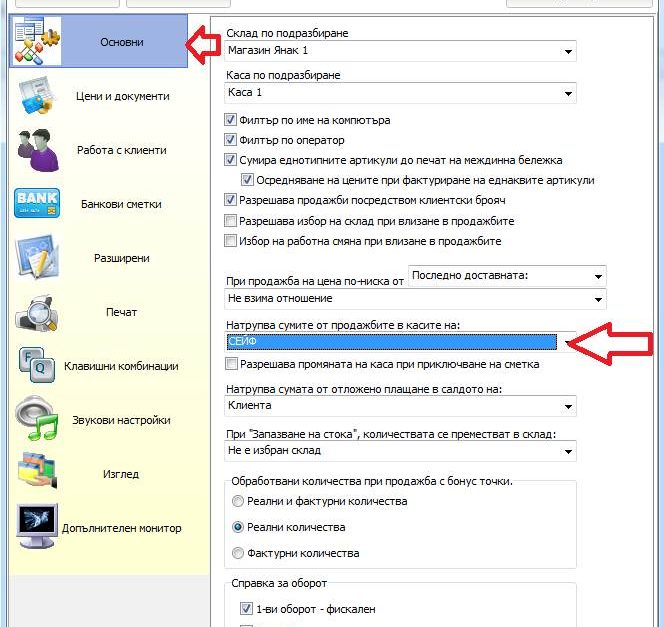 Основни
Цени и документи
Работа с клиенти
BANK
Банкови сметки
Разширени
Печат
F
Q
Клавишни комбинации
Звукови настройки
Изглед
Допълнителен монитор
Склад по подразбиране
Магазин Янак 1
Каса по подразбиране
Каса 1
Филтър по име на компютъра
Филтър по оператор
Сумира еднотипните артикули до печат на междинна бележка
Осредняване на цените при фактуриране на еднаквите артикули
Разрешава продажби посредством клиентски брояч
Разрешава избор на склад при влизане в продажбите
Избор на работна смяна при влизане в продажбите
При продажба на цена по-ниска от Последно доставната:
Не взима отношение
Натрупва сумите от продажбите в касите на:
СЕЙФ
Разрешава промяната на каса при приключване на сметка
Натрупва сумата от отложено плащане в салдото на:
Клиента
При "Запазване на стока", количествата се преместват в склад:
Не е избран склад
Обработвани количества при продажба с бонус точки.
Реални и фактурни количества
Реални количества
Фактурни количества
Справка за оборот
1-ви оборот - фискален